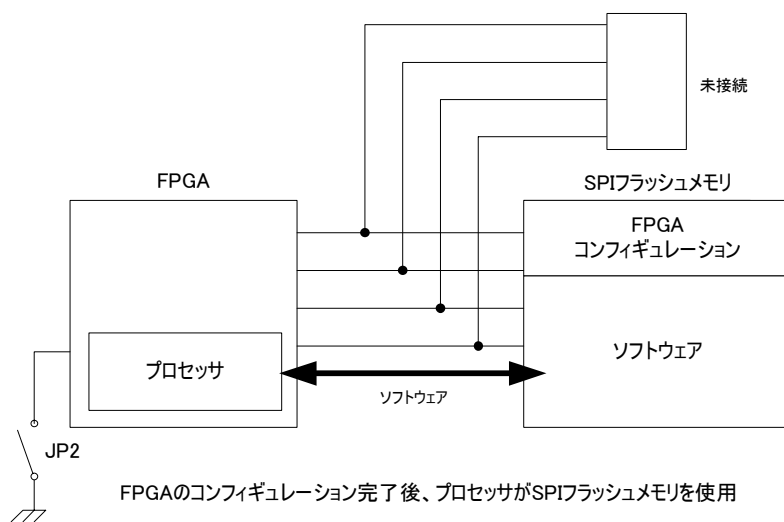 未接続
FPGA
SPIフラッシュメモリ
FPGA
コンフィギュレーション
プロセッサ
ソフトウェア
ソフトウェア
JP2
FPGAのコンフィギュレーション完了後、プロセッサがSPIフラッシュメモリを使用